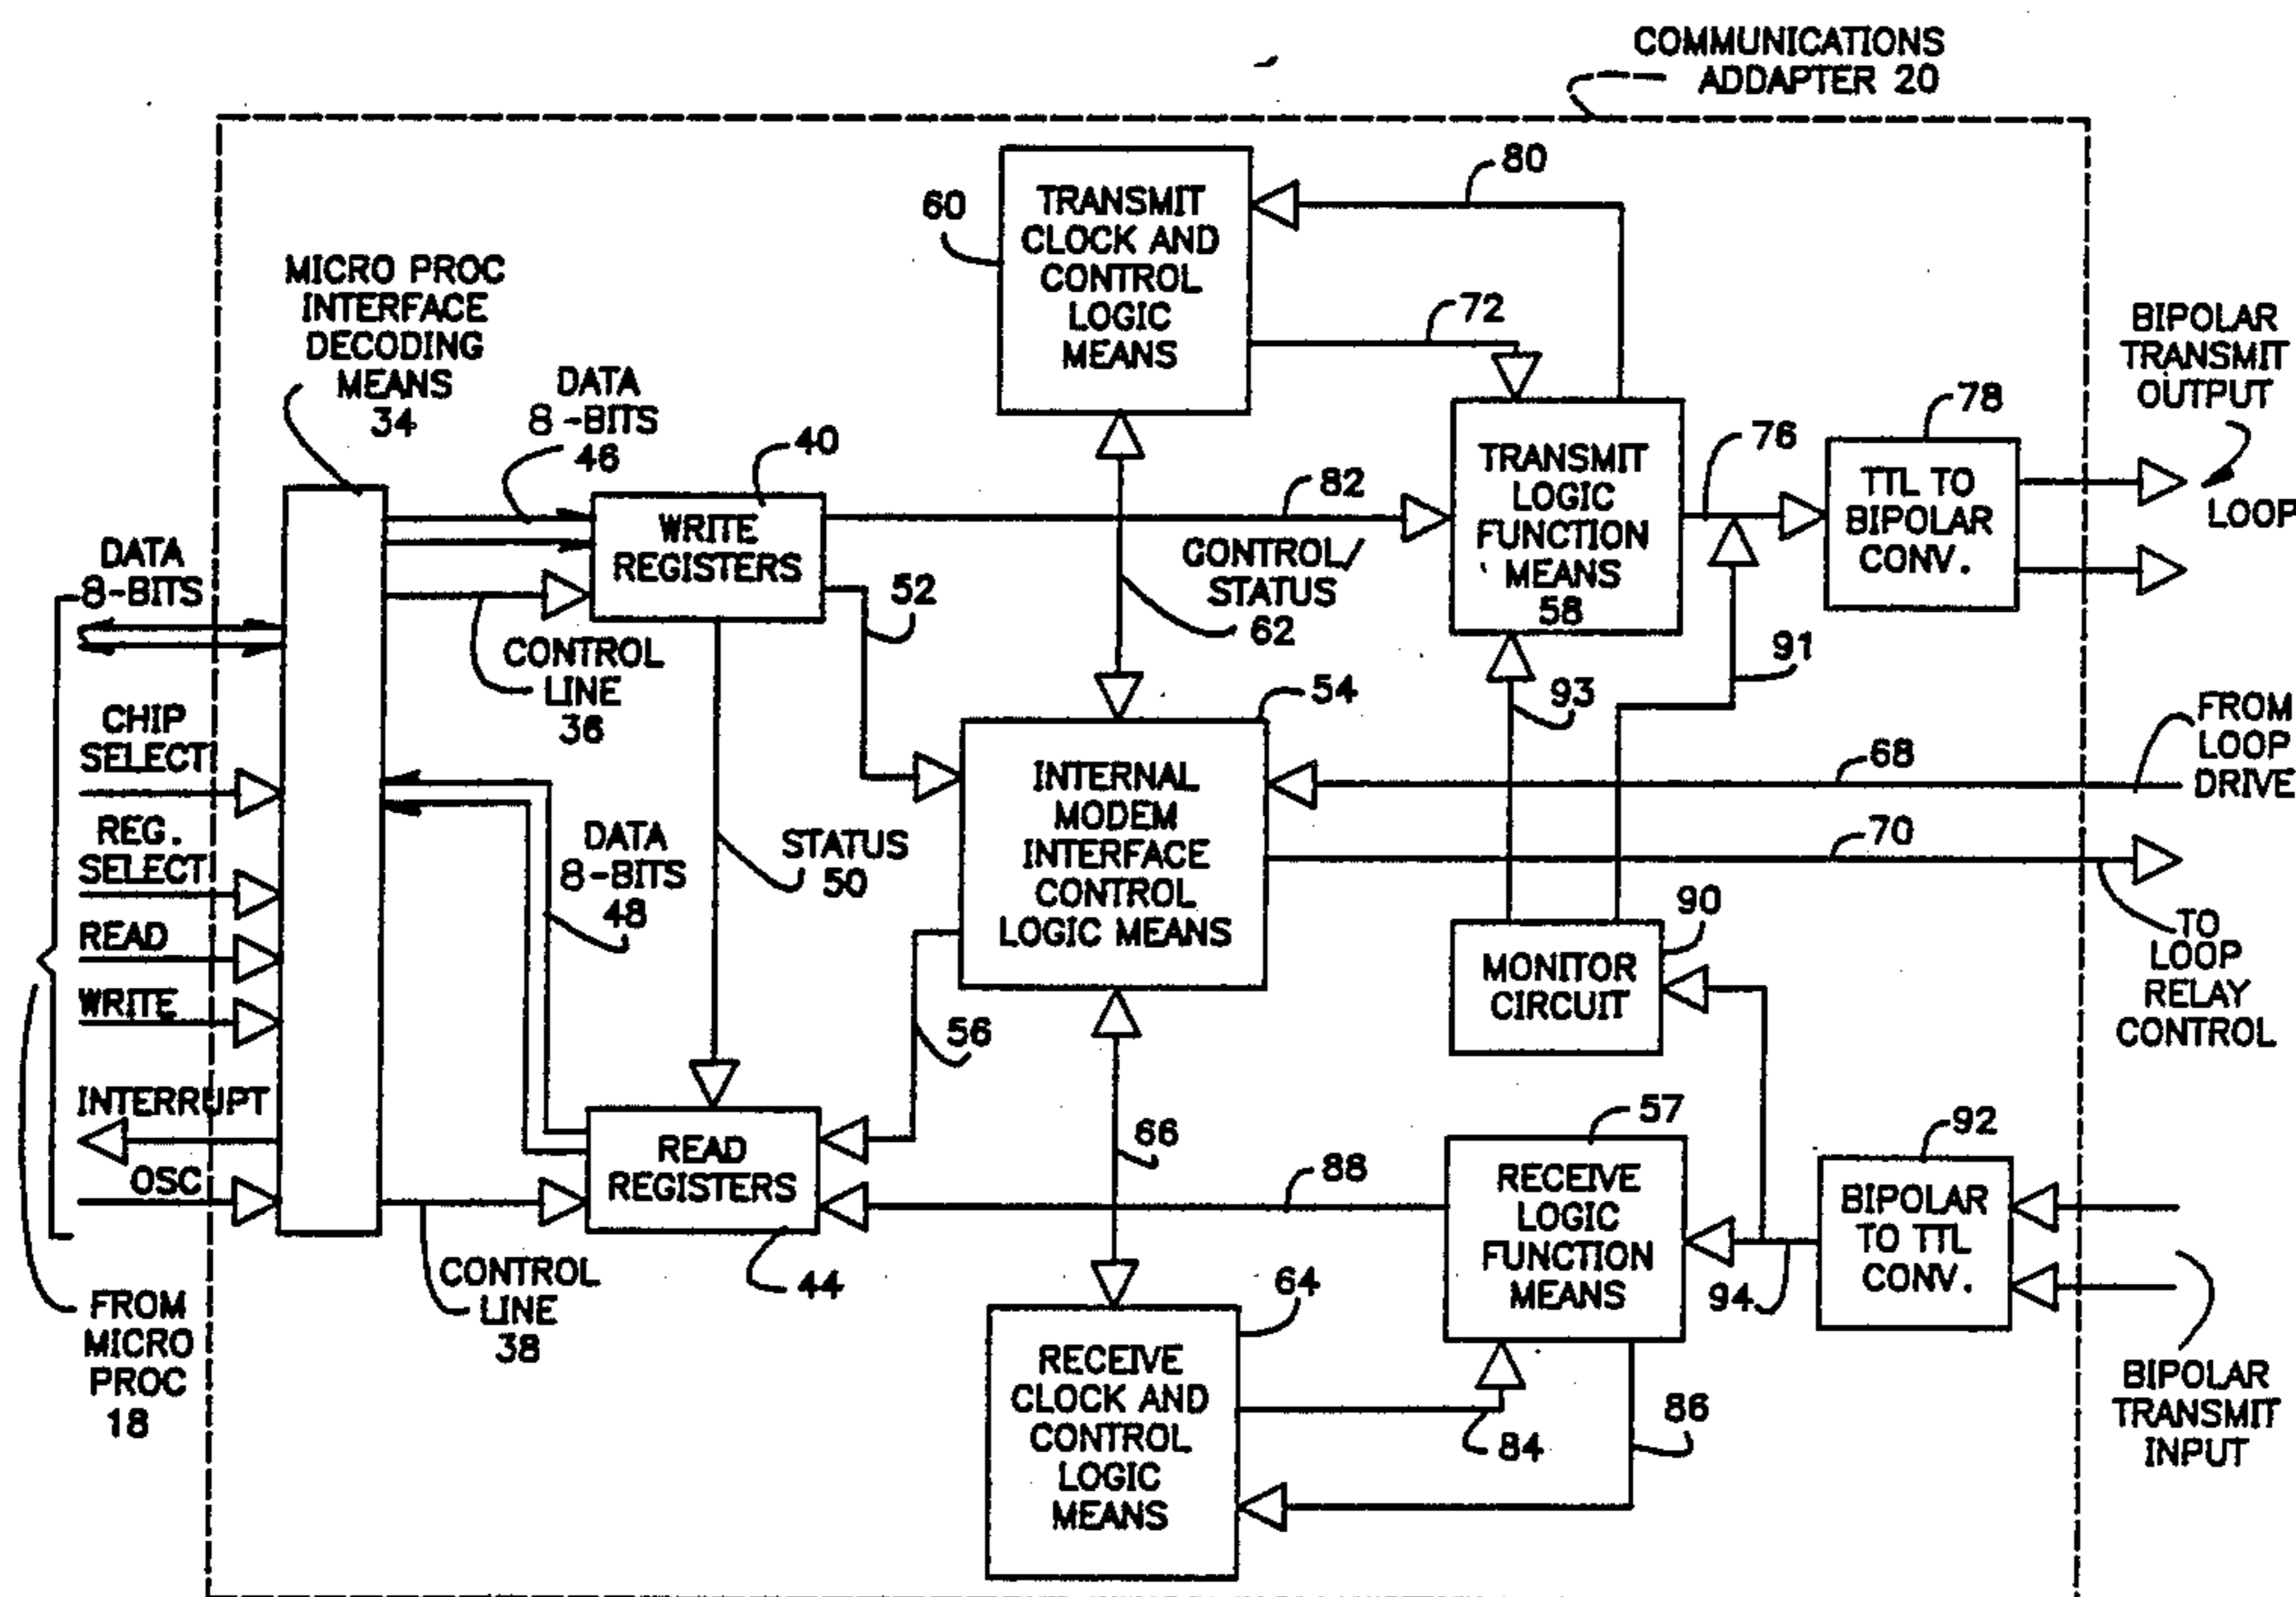 COMMUNICATIONS
ADDAPTER 20
TRANSMIT
CLOCK AND
CONTROL
LOGIC
MEANS
60
80
72
MICRO PROC
INTERFACE
DECODING
MEANS
34
DATA
8-BITS
46
40
WRITE
REGISTERS
82
GONTROL/
STATUS
62
TRANSMIT
LOGIC
FUNCTION
MEANS
58
76
78
TTL TO
BIPOLAR
CONV.
BIPOLAR
TRANSMIT
OUTPUT
LOOP
DATA
8-BITS
CONTROL
LINE
36
52
54
93
91
CHIP
SELECT
REG.
SELECT
READ
WRITE
INTERRUPT
OSC
FROM
MICRO
PROC
18
DATA
8-BITS
48
STATUS
50
INTERNAL
MODEM
INTERFACE
CONTROL
LOGIC MEANS
68
FROM
LOOP
DRIVE
70
TO
LOOP
RELAY
CONTROL
90
MONITOR
CIRCUIT
56
READ
REGISTERS
44
CONTROL
LINE
38
66
88
57
RECEIVE
LOGIC
FUNCTION
MEANS
92
BIPOLAR
TO TTL
CONV.
94
64
RECEIVE
CLOCK AND
CONTROL
LOGIC
MEANS
84
86
BIPOLAR
TRANSMIT
INPUT